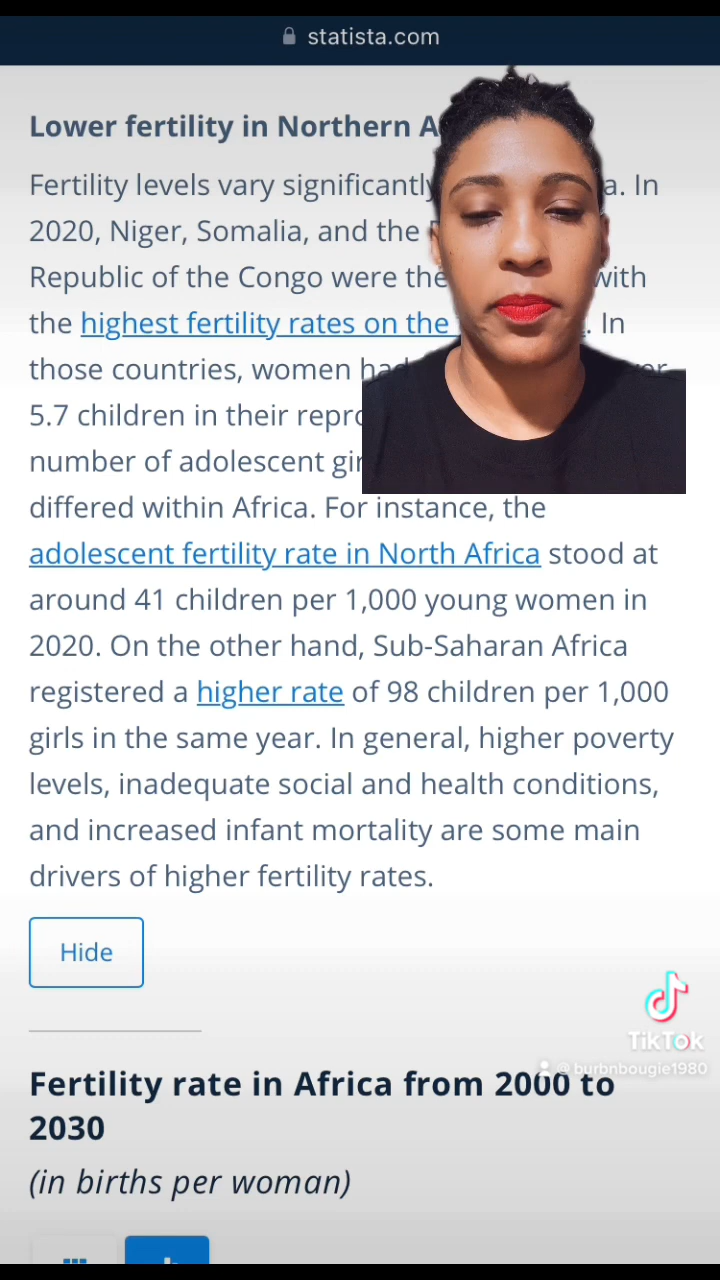 statista.com
Lower fertility in Northern A
Fertility levels vary significantly a. In
2020, Niger, Somalia, and the
Republic of the Congo were the with
the highest fertility rates on the . In
those countries, women had
5.7 children in their repro
number of adolescent gir
differed within Africa. For instance, the
adolescent fertility rate in North Africa stood at
around 41 children per 1,000 young women in
2020. On the other hand, Sub-Saharan Africa
registered a higher rate of 98 children per 1,000
girls in the same year. In general, higher poverty
levels, inadequate social and health conditions,
and increased infant mortality are some main
drivers of higher fertility rates.
Hide
TikTok
@burbnbougie1980
Fertility rate in Africa from 2000 to
2030
(in births per woman)